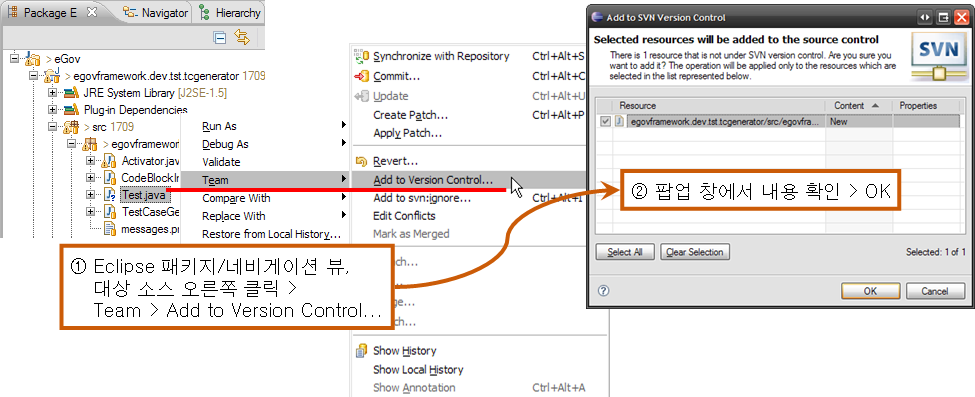 Package E
Navigator
Hierarchy
> eGov
> egovframework.dev.tst.tcgenerator 1709
JRE System Library [J2SE-1.5]
Plug-in Dependencies
> src 1709
> egovframework
Activator.jav
CodeBlockIn
Test.java
TestCaseGe
messages.pr
Run As
Debug As
Validate
Team
Compare With
Replace With
Restore from Local History...
Synchronize with Repository Ctrl+Alt+S
Commit... Ctrl+Alt+C
Update Ctrl+Alt+U
Create Patch... Ctrl+Alt+P
Apply Patch...
Revert...
Add to Version Control...
Add to svn:ignore... Ctrl+Alt+I
Edit Conflicts
Mark as Merged
Show History
Show Local History
Show Annotation Ctrl+Alt+A
① Eclipse 패키지/네비게이션 뷰,
대상 소스 오른쪽 클릭 >
Team > Add to Version Control...
Add to SVN Version Control
Selected resources will be added to the source control
There is 1 resource that is not under SVN version control. Are you sure you
want to add it? The operation will be applied only to the resources which are
selected in the list represented below.
SVN
Resource Content Properties
egovframework.dev.tst.tcgenerator/src/egovfra... New
② 팝업 창에서 내용 확인 > OK
Select All
Clear Selection
Selected: 1 of 1
OK
Cancel